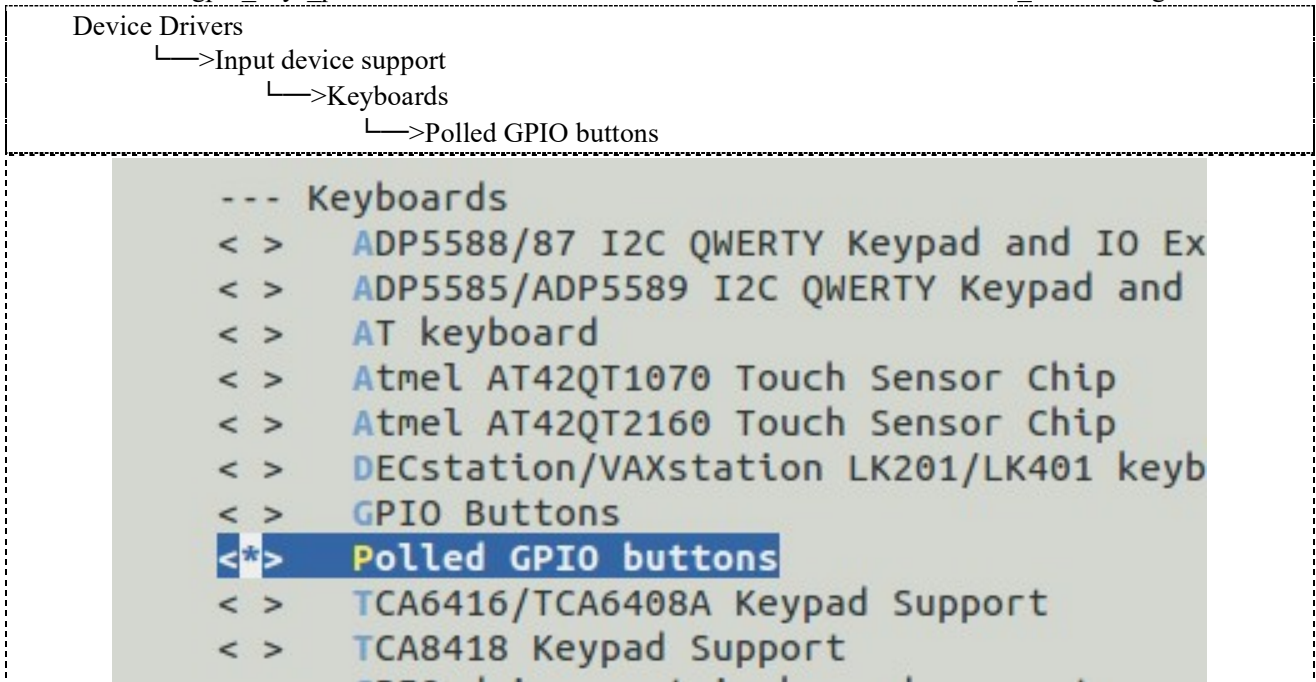 Device Drivers
└──>Input device support
└──>Keyboards
└──>Polled GPIO buttons
--- Keyboards
< > ADP5588/87 I2C QWERTY Keypad and IO Ex
< > ADP5585/ADP5589 I2C QWERTY Keypad and
< > AT keyboard
< > Atmel AT42QT1070 Touch Sensor Chip
< > Atmel AT42QT2160 Touch Sensor Chip
< > DECstation/VAXstation LK201/LK401 keyb
< > GPIO Buttons
<*> Polled GPIO buttons
< > TCA6416/TCA6408A Keypad Support
< > TCA8418 Keypad Support